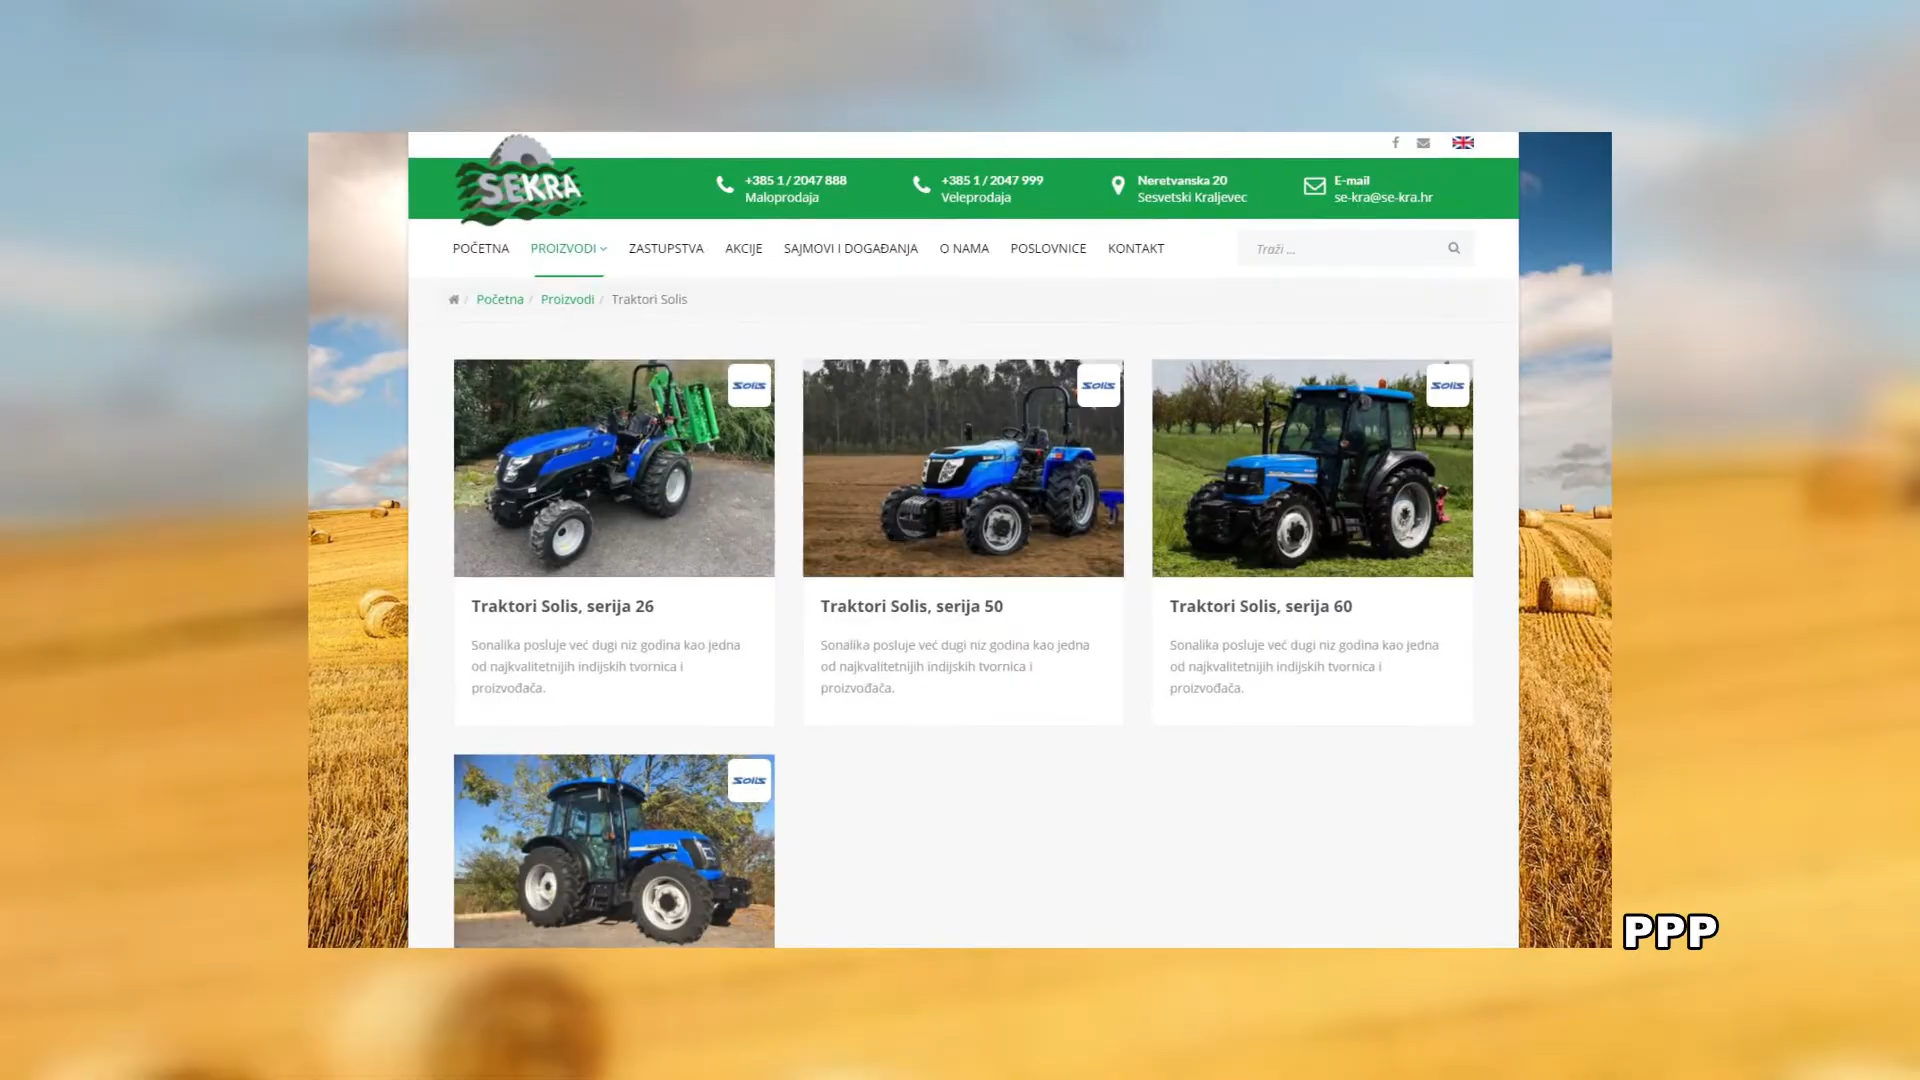 SEKRA
+385 1 / 2047 888
Maloprodaja
+385 1 / 2047 999
Veleprodaja
Neretvanska 20
Sesvetski Kraljevec
E-mail
se-kra@se-kra.hr
POČETNA PROIZVODI ZASTUPSTVA AKCIJE SAJMOVI I DOGAĐANJA O NAMA POSLOVNICE KONTAKT Traži ...
/ Početna / Proizvodi / Traktori Solis
SOLIS
SOLIS
SOLIS
Traktori Solis, serija 26
Sonalika posluje već dugi niz godina kao jedna
od najkvalitetnijih indijskih tvornica i
proizvođača.
Traktori Solis, serija 50
Sonalika posluje već dugi niz godina kao jedna
od najkvalitetnijih indijskih tvornica i
proizvođača.
Traktori Solis, serija 60
Sonalika posluje već dugi niz godina kao jedna
od najkvalitetnijih indijskih tvornica i
proizvođača.
SOLIS
PPP